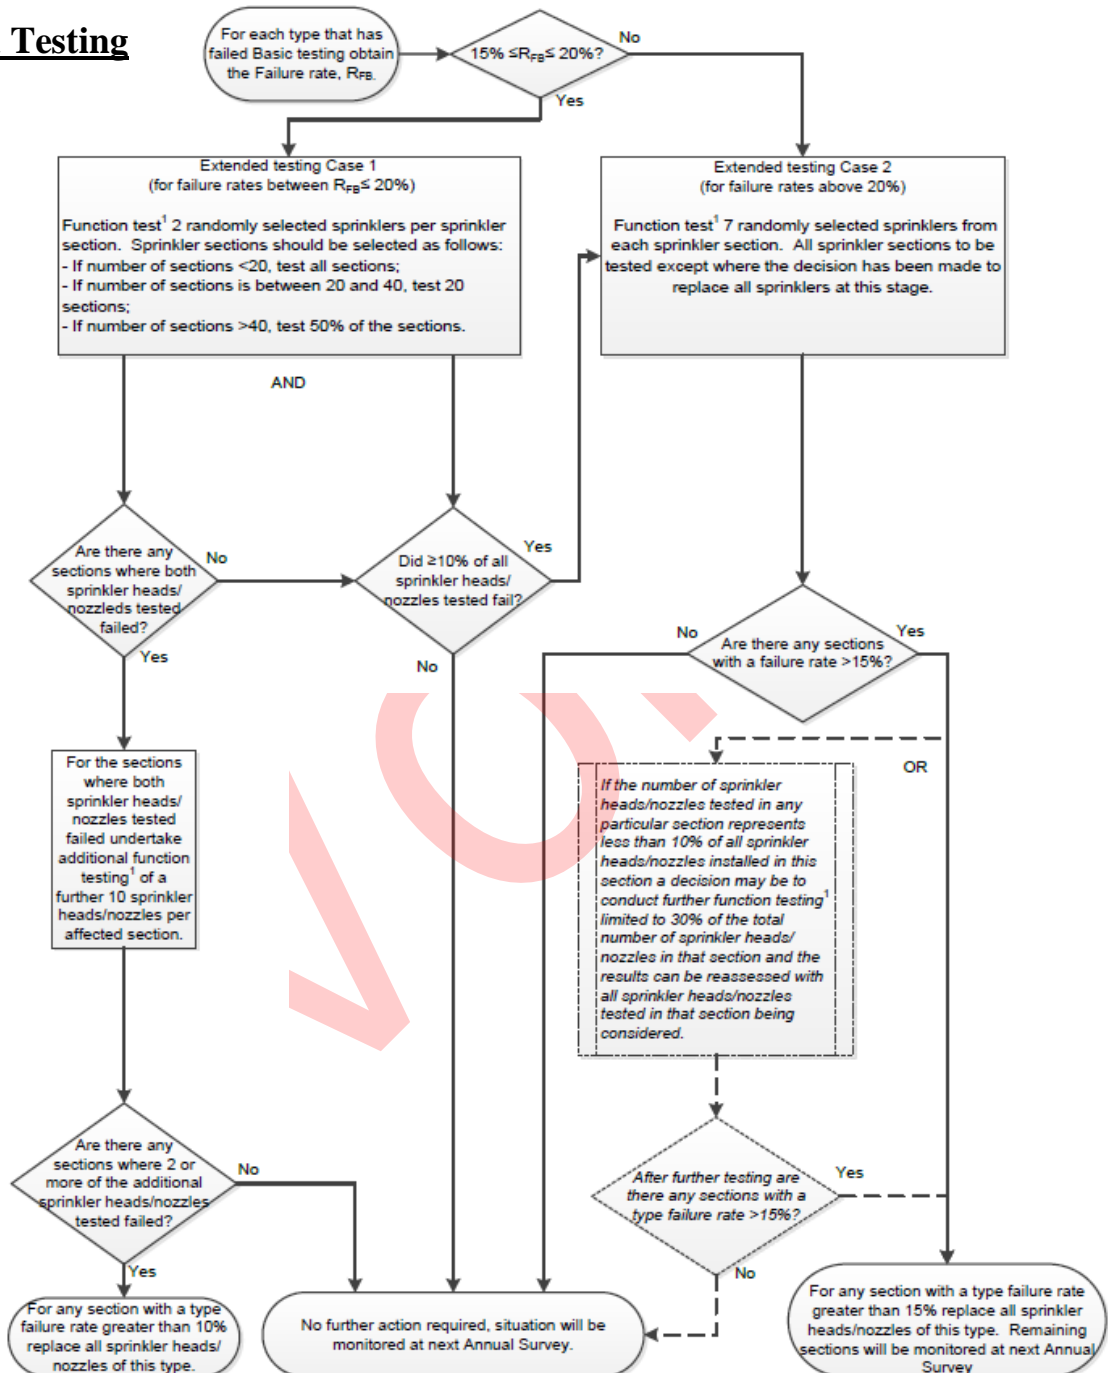 Testing
For each type that has
failed Basic testing obtain
the Failure rate, RFB.
15% ≤RFB≤ 20%?
No
Yes
Extended testing Case 1
(for failure rates between RFB≤ 20%)
Function test1 2 randomly selected sprinklers per sprinkler
section. Sprinkler sections should be selected as follows:
- If number of sections <20, test all sections;
- If number of sections is between 20 and 40, test 20
sections;
- If number of sections >40, test 50% of the sections.
Extended testing Case 2
(for failure rates above 20%)
Function test1 7 randomly selected sprinklers from
each sprinkler section. All sprinkler sections to be
tested except where the decision has been made to
replace all sprinklers at this stage.
AND
Are there any
sections where both
sprinkler heads/
nozzleds tested
failed?
No
Yes
Did ≥10% of all
sprinkler heads/
nozzles tested fail?
Yes
No
Are there any sections
with a failure rate >15%?
No
Yes
For the sections
where both
sprinkler heads/
nozzles tested
failed undertake
additional function
testing1 of a
further 10 sprinkler
heads/nozzles per
affected section.
OR
If the number of sprinkler
heads/nozzles tested in any
particular section represents
less than 10% of all sprinkler
heads/nozzles installed in this
section a decision may be to
conduct further function testing1
limited to 30% of the total
number of sprinkler heads/
nozzles in that section and the
results can be reassessed with
all sprinkler heads/nozzles
tested in that section being
considered.
Are there any
sections where 2 or
more of the additional
sprinkler heads/nozzles
tested failed?
No
Yes
After further testing are
there any sections with a
type failure rate >15%?
Yes
No
For any section with a type
failure rate greater than 10%
replace all sprinkler heads/
nozzles of this type.
No further action required, situation will be
monitored at next Annual Survey.
For any section with a type failure rate
greater than 15% replace all sprinkler
heads/nozzles of this type. Remaining
sections will be monitored at next Annual
Survey